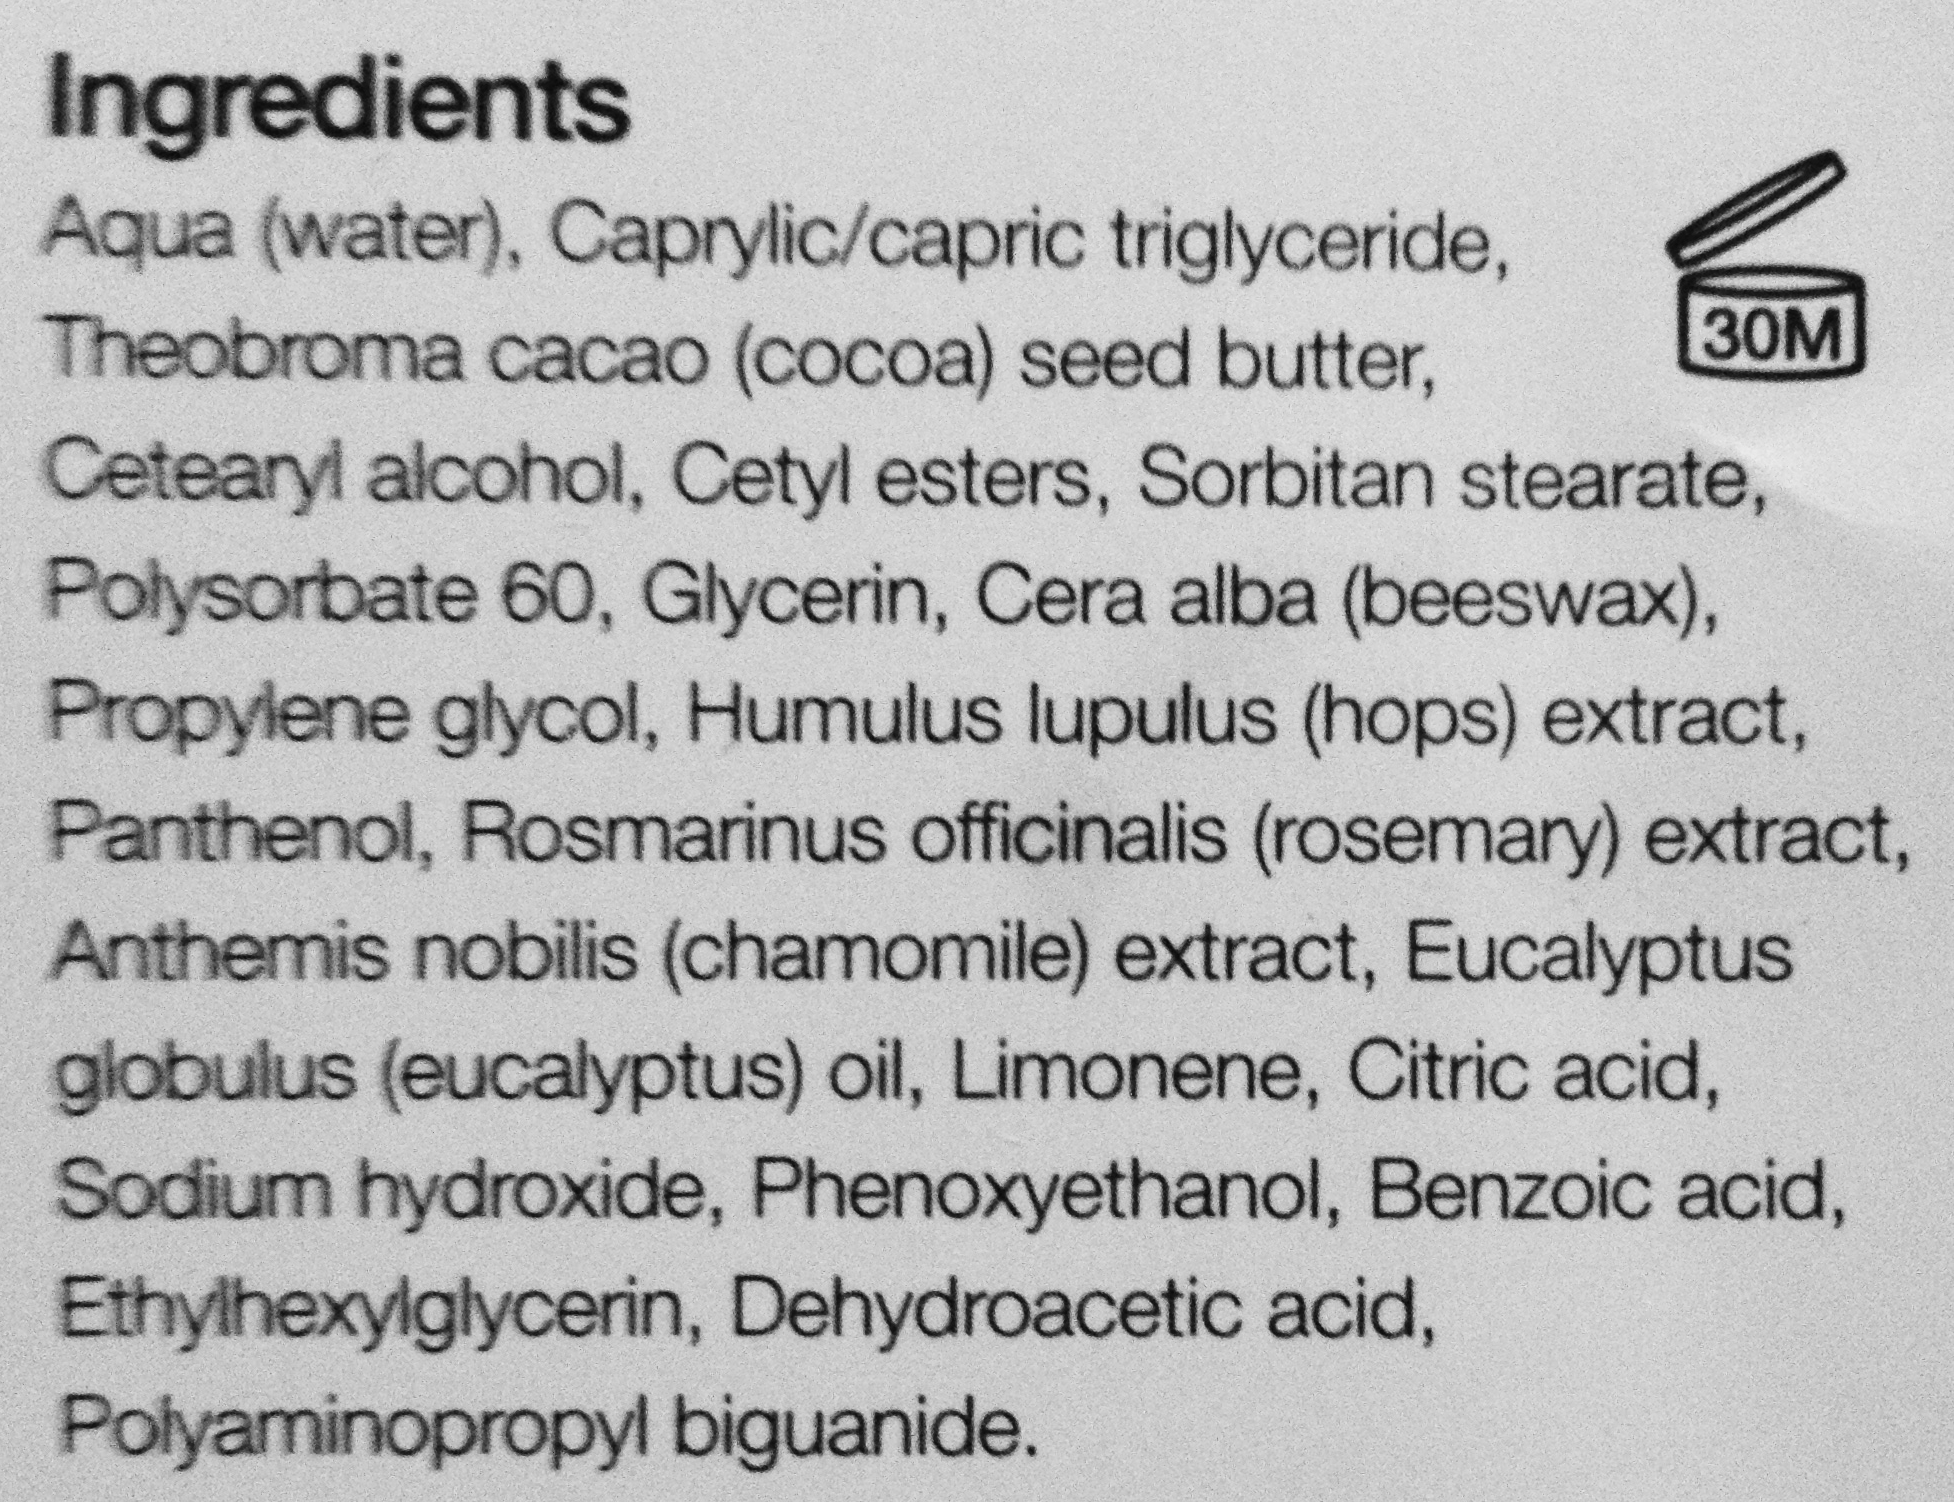 Ingredients
Aqua (water), Caprylic/capric triglyceride,
Theobroma cacao (cocoa) seed butter,
30M
Cetearyl alcohol, Cetyl esters, Sorbitan stearate,
Polysorbate 60, Glycerin, Cera alba (beeswax),
Propylene glycol, Humulus lupulus (hops) extract,
Panthenol, Rosmarinus officinalis (rosemary) extract,
Anthemis nobilis (chamomile) extract, Eucalyptus
globulus (eucalyptus) oil, Limonene, Citric acid,
Sodium hydroxide, Phenoxyethanol, Benzoic acid,
Ethylhexylglycerin, Dehydroacetic acid,
Polyaminopropyl biguanide.